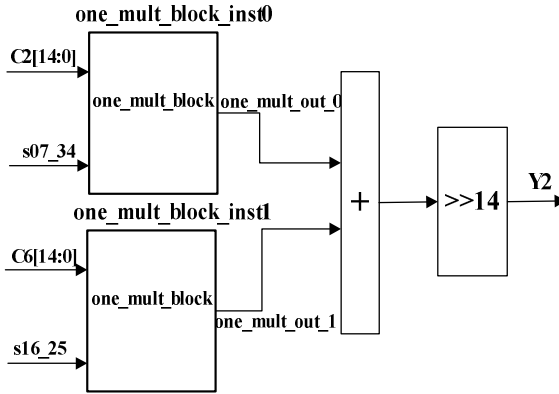 one_mult_block_inst0
C2[14:0]
one_mult_block
one_mult_out_0
s07_34
+
>>14
Y2
one_mult_block_inst1
C6[14:0]
one_mult_block
one_mult_out_1
s16_25